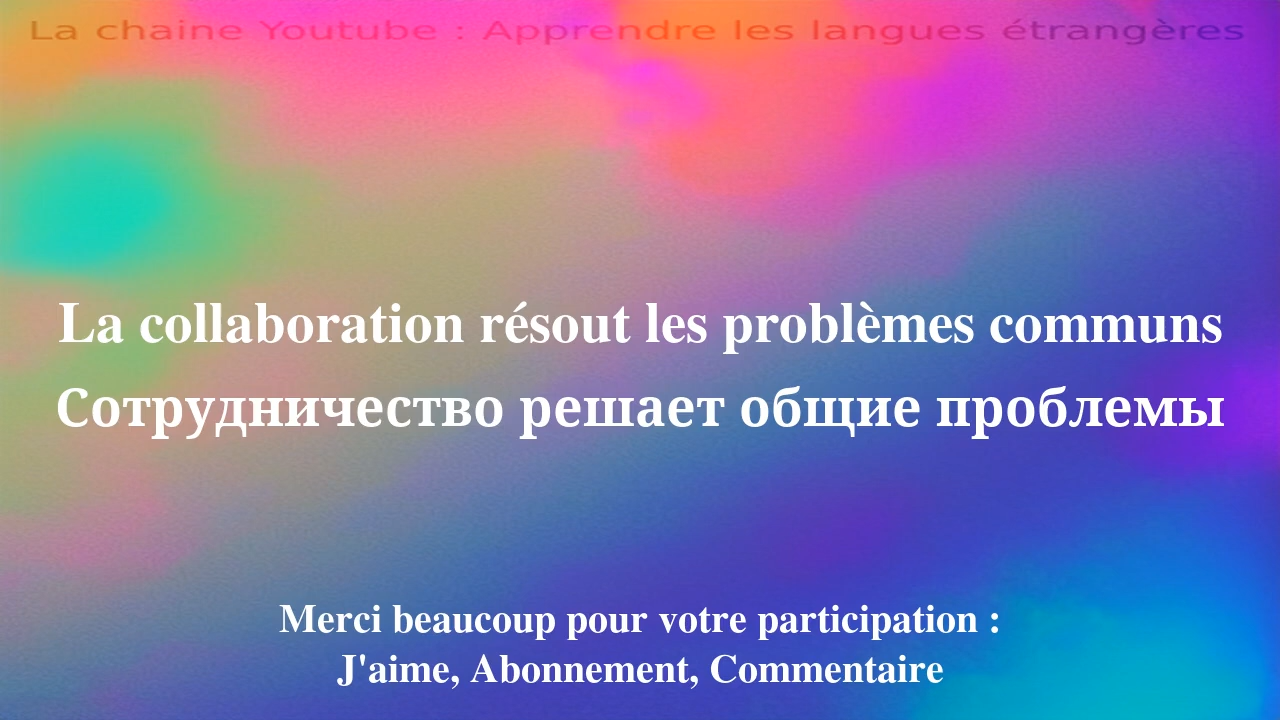 La chaine Youtube : Apprendre les langues étrangères
La collaboration résout les problèmes communs
Сотрудничество решает общие проблемы
Merci beaucoup pour votre participation :
J'aime, Abonnement, Commentaire